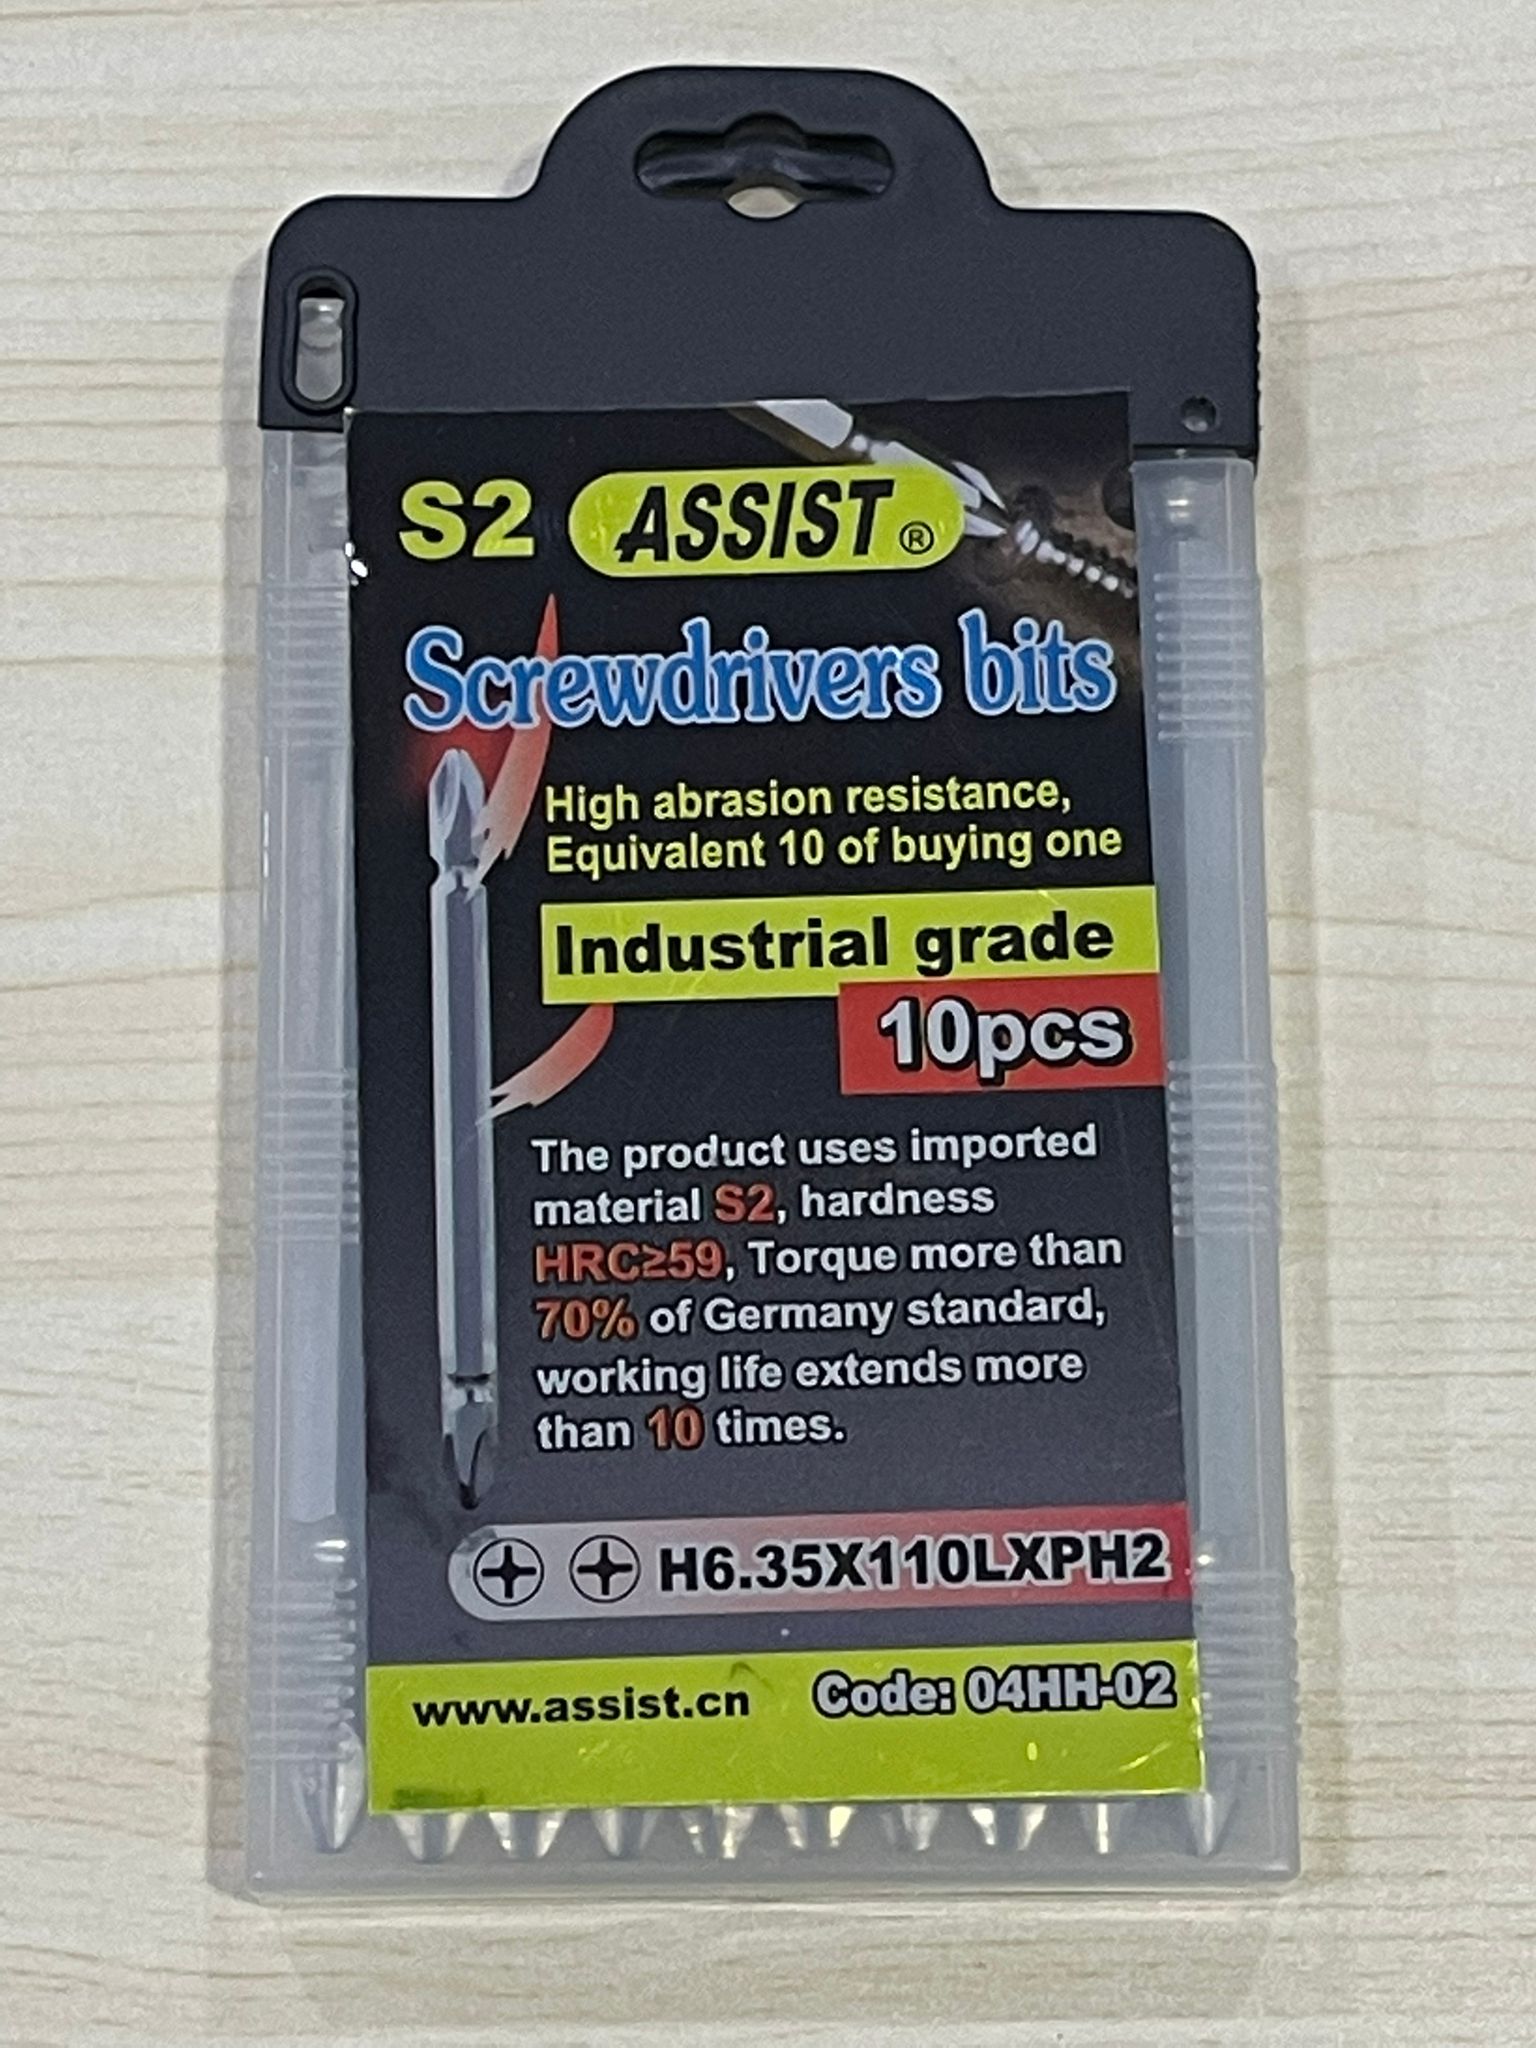 S2 ASSIST®
Screwdrivers bits
High abrasion resistance,
Equivalent 10 of buying one
Industrial grade
10pcs
The product uses imported
material S2, hardness
HRC≥59, Torque more than
70% of Germany standard,
working life extends more
than 10 times.
H6.35X110LXPH2
www.assist.cn Code: 04HH-02